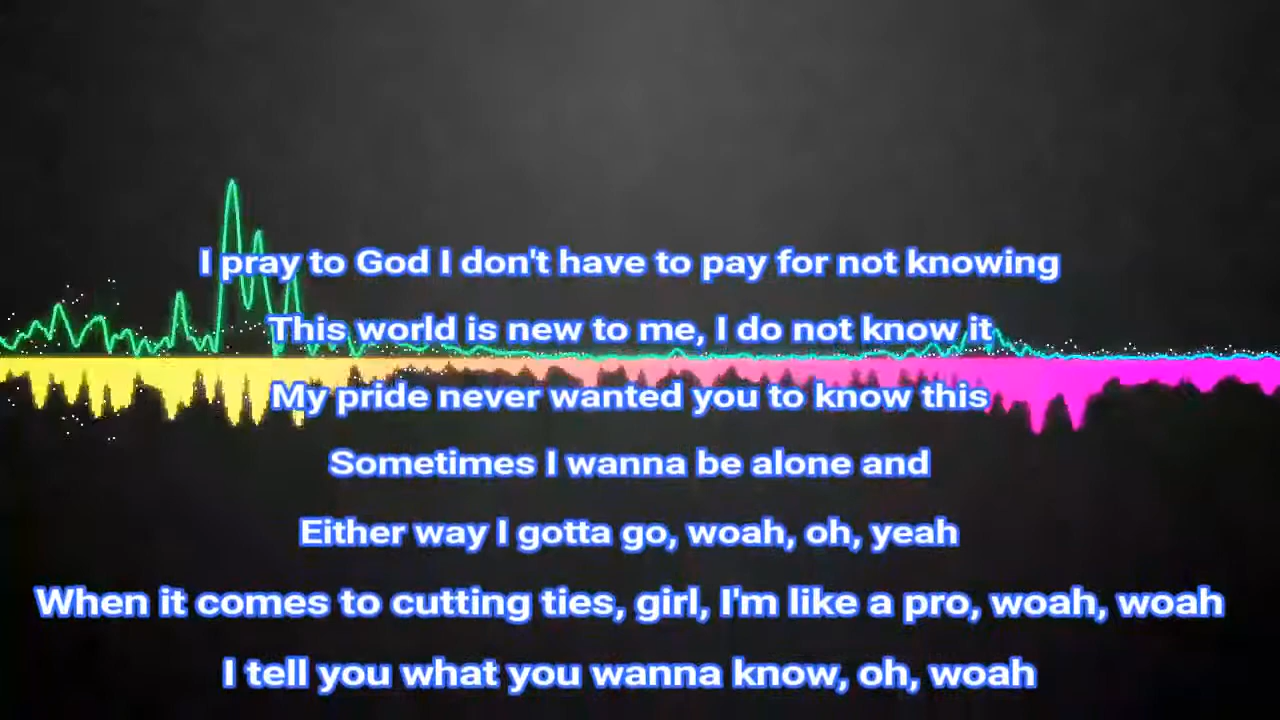 I pray to God I don't have to pay for not knowing
This world is new to me, I do not know it
My pride never wanted you to know this
Sometimes I wanna be alone and
Either way I gotta go, woah, oh, yeah
When it comes to cutting ties, girl, I'm like a pro, woah, woah
I tell you what you wanna know, oh, woah